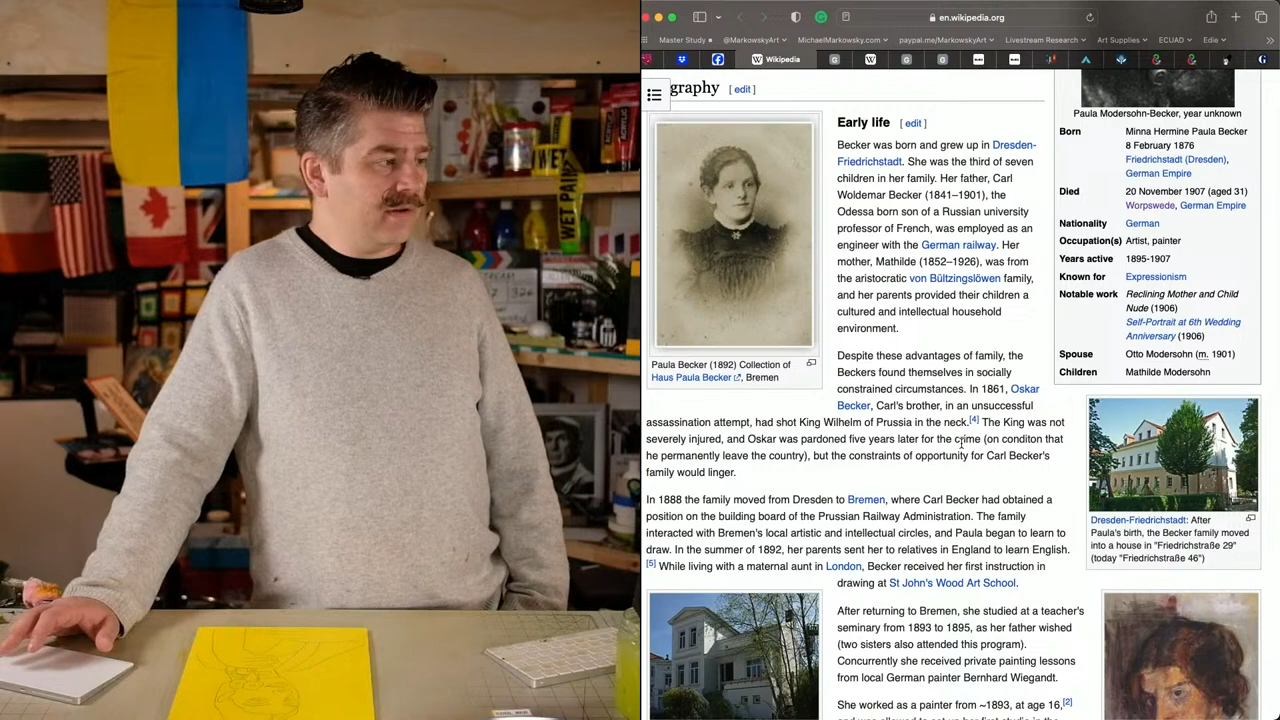 en.wikipedia.org
Master Study
@MarkowskyArt
MichaelMarkowsky.com
paypal.me/MarkowskyArt
Livestream Research
Art Supplies
ECUAD
Edie
Wikipedia
graphy [ edit ]
Paula Modersohn-Becker, year unknown
Born Minna Hermine Paula Becker
8 February 1876
Friedrichstadt (Dresden),
German Empire
Died 20 November 1907 (aged 31)
Worpswede, German Empire
Nationality German
Occupation(s) Artist, painter
Years active 1895-1907
Known for Expressionism
Notable work Reclining Mother and Child
Nude (1906)
Self-Portrait at 6th Wedding
Anniversary (1906)
Spouse Otto Modersohn (m. 1901)
Children Mathilde Modersohn
Early life [ edit ]
Becker was born and grew up in Dresden-
Friedrichstadt. She was the third of seven
children in her family. Her father, Carl
Woldemar Becker (1841–1901), the
Odessa born son of a Russian university
professor of French, was employed as an
engineer with the German railway. Her
mother, Mathilde (1852–1926), was from
the aristocratic von Bültzingslöwen family,
and her parents provided their children a
cultured and intellectual household
environment.
Paula Becker (1892) Collection of
Haus Paula Becker, Bremen
Despite these advantages of family, the
Beckers found themselves in socially
constrained circumstances. In 1861, Oskar
Becker, Carl's brother, in an unsuccessful
assassination attempt, had shot King Wilhelm of Prussia in the neck.[4] The King was not
severely injured, and Oskar was pardoned five years later for the crime (on conditon that
he permanently leave the country), but the constraints of opportunity for Carl Becker's
family would linger.
In 1888 the family moved from Dresden to Bremen, where Carl Becker had obtained a
position on the building board of the Prussian Railway Administration. The family
interacted with Bremen's local artistic and intellectual circles, and Paula began to learn to
draw. In the summer of 1892, her parents sent her to relatives in England to learn English.
[5] While living with a maternal aunt in London, Becker received her first instruction in
drawing at St John's Wood Art School.
Dresden-Friedrichstadt: After
Paula's birth, the Becker family moved
into a house in "Friedrichstraße 29"
(today "Friedrichstraße 46")
After returning to Bremen, she studied at a teacher's
seminary from 1893 to 1895, as her father wished
(two sisters also attended this program).
Concurrently she received private painting lessons
from local German painter Bernhard Wiegandt.
She worked as a painter from ~1893, at age 16,[2]
WET
WET PAINT
ACRYLIC